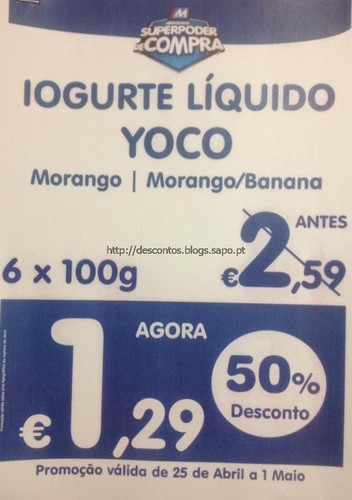 SUPERPODER
DE COMPRA
IOGURTE LÍQUIDO
YOCO
Morango | Morango/Banana
ANTES
http://descontos.blogs.sapo.pt
6 x 100g
€2,59
AGORA
€1,29
50%
Desconto
Promoção válida de 25 de Abril a 1 Maio